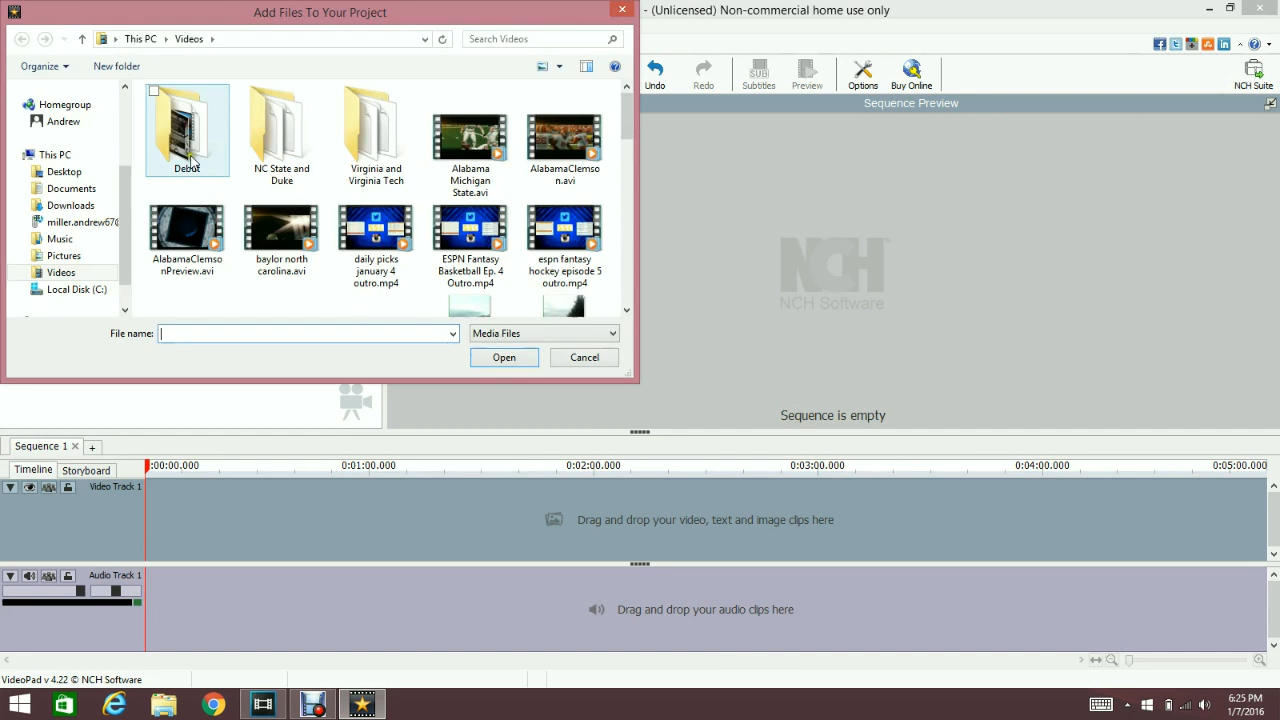 Add Files To Your Project
- (Unlicensed) Non-commercial home use only
This PC
Videos
Search Videos
Organize
New folder
Undo
Redo
SUB
Subtitles
Preview
Options
Buy Online
NCH Suite
Sequence Preview
Homegroup
Andrew
This PC
Desktop
Documents
Downloads
miller.andrew67@
Music
Pictures
Videos
Local Disk (C:)
Debut
NC State and
Duke
Virginia and
Virginia Tech
Alabama
Michigan
State.avi
AlabamaClemso
n.avi
AlabamaClemso
nPreview.avi
baylor north
carolina.avi
daily picks
january 4
outro.mp4
ESPN Fantasy
Basketball Ep. 4
Outro.mp4
espn fantasy
hockey episode 5
outro.mp4
File name:
Media Files
Open
Cancel
NCH
NCH Software
Sequence is empty
Sequence 1
Timeline
Storyboard
:00:00.000
0:01:00.000
0:02:00.000
0:03:00.000
0:04:00.000
0:05:00.000
Video Track 1
Drag and drop your video, text and image clips here
Audio Track 1
Drag and drop your audio clips here
VideoPad v 4.22 © NCH Software
6:25 PM
1/7/2016